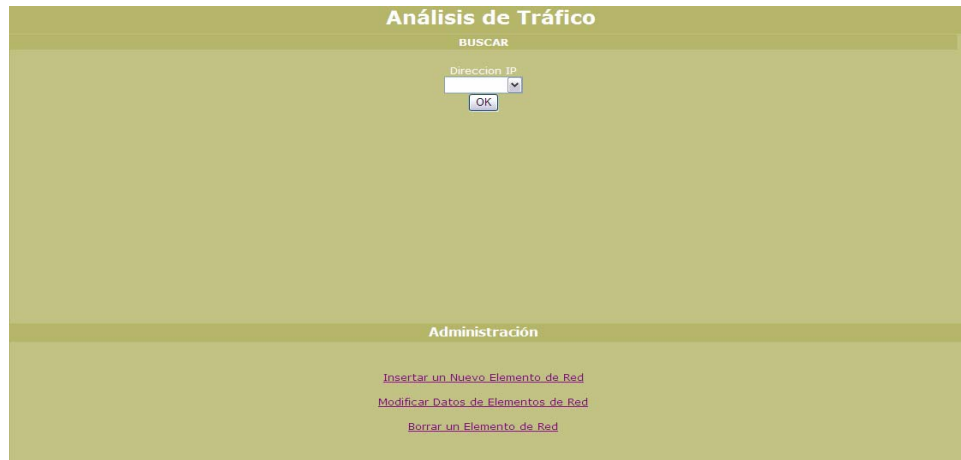 Análisis de Tráfico
BUSCAR
Direccion IP
OK
Administración
Insertar un Nuevo Elemento de Red
Modificar Datos de Elementos de Red
Borrar un Elemento de Red